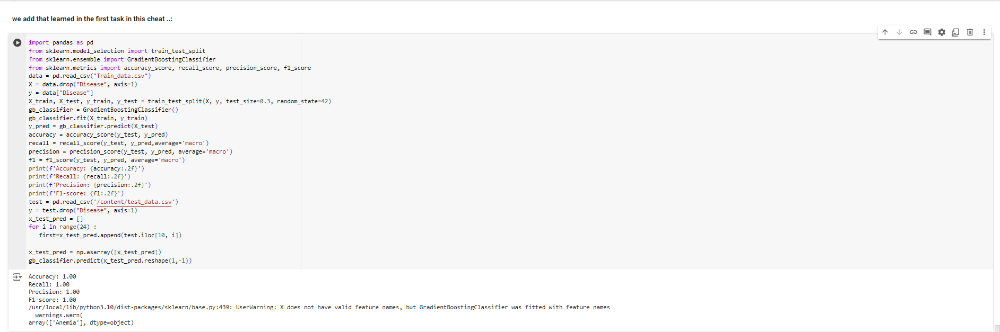 we add that learned in the first task in this cheat ..:
import pandas as pd
from sklearn.model_selection import train_test_split
from sklearn.ensemble import GradientBoostingClassifier
from sklearn.metrics import accuracy_score, recall_score, precision_score, f1_score
data = pd.read_csv("Train_data.csv")
X = data.drop("Disease", axis=1)
y = data["Disease"]
X_train, X_test, y_train, y_test = train_test_split(X, y, test_size=0.3, random_state=42)
gb_classifier = GradientBoostingClassifier()
gb_classifier.fit(X_train, y_train)
y_pred = gb_classifier.predict(X_test)
accuracy = accuracy_score(y_test, y_pred)
recall = recall_score(y_test, y_pred,average='macro')
precision = precision_score(y_test, y_pred, average='macro')
f1 = f1_score(y_test, y_pred, average='macro')
print(f'Accuracy: {accuracy:.2f}')
print(f'Recall: {recall:.2f}')
print(f'Precision: {precision:.2f}')
print(f'F1-score: {f1:.2f}')
test = pd.read_csv('/content/test_data.csv')
y = test.drop("Disease", axis=1)
x_test_pred = []
for i in range(24) :
   first=x_test_pred.append(test.iloc[10, i])
x_test_pred = np.asarray([x_test_pred])
gb_classifier.predict(x_test_pred.reshape(1,-1))
Accuracy: 1.00
Recall: 1.00
Precision: 1.00
F1-score: 1.00
/usr/local/lib/python3.10/dist-packages/sklearn/base.py:439: UserWarning: X does not have valid feature names, but GradientBoostingClassifier was fitted with feature names
  warnings.warn(
array(['Anemia'], dtype=object)